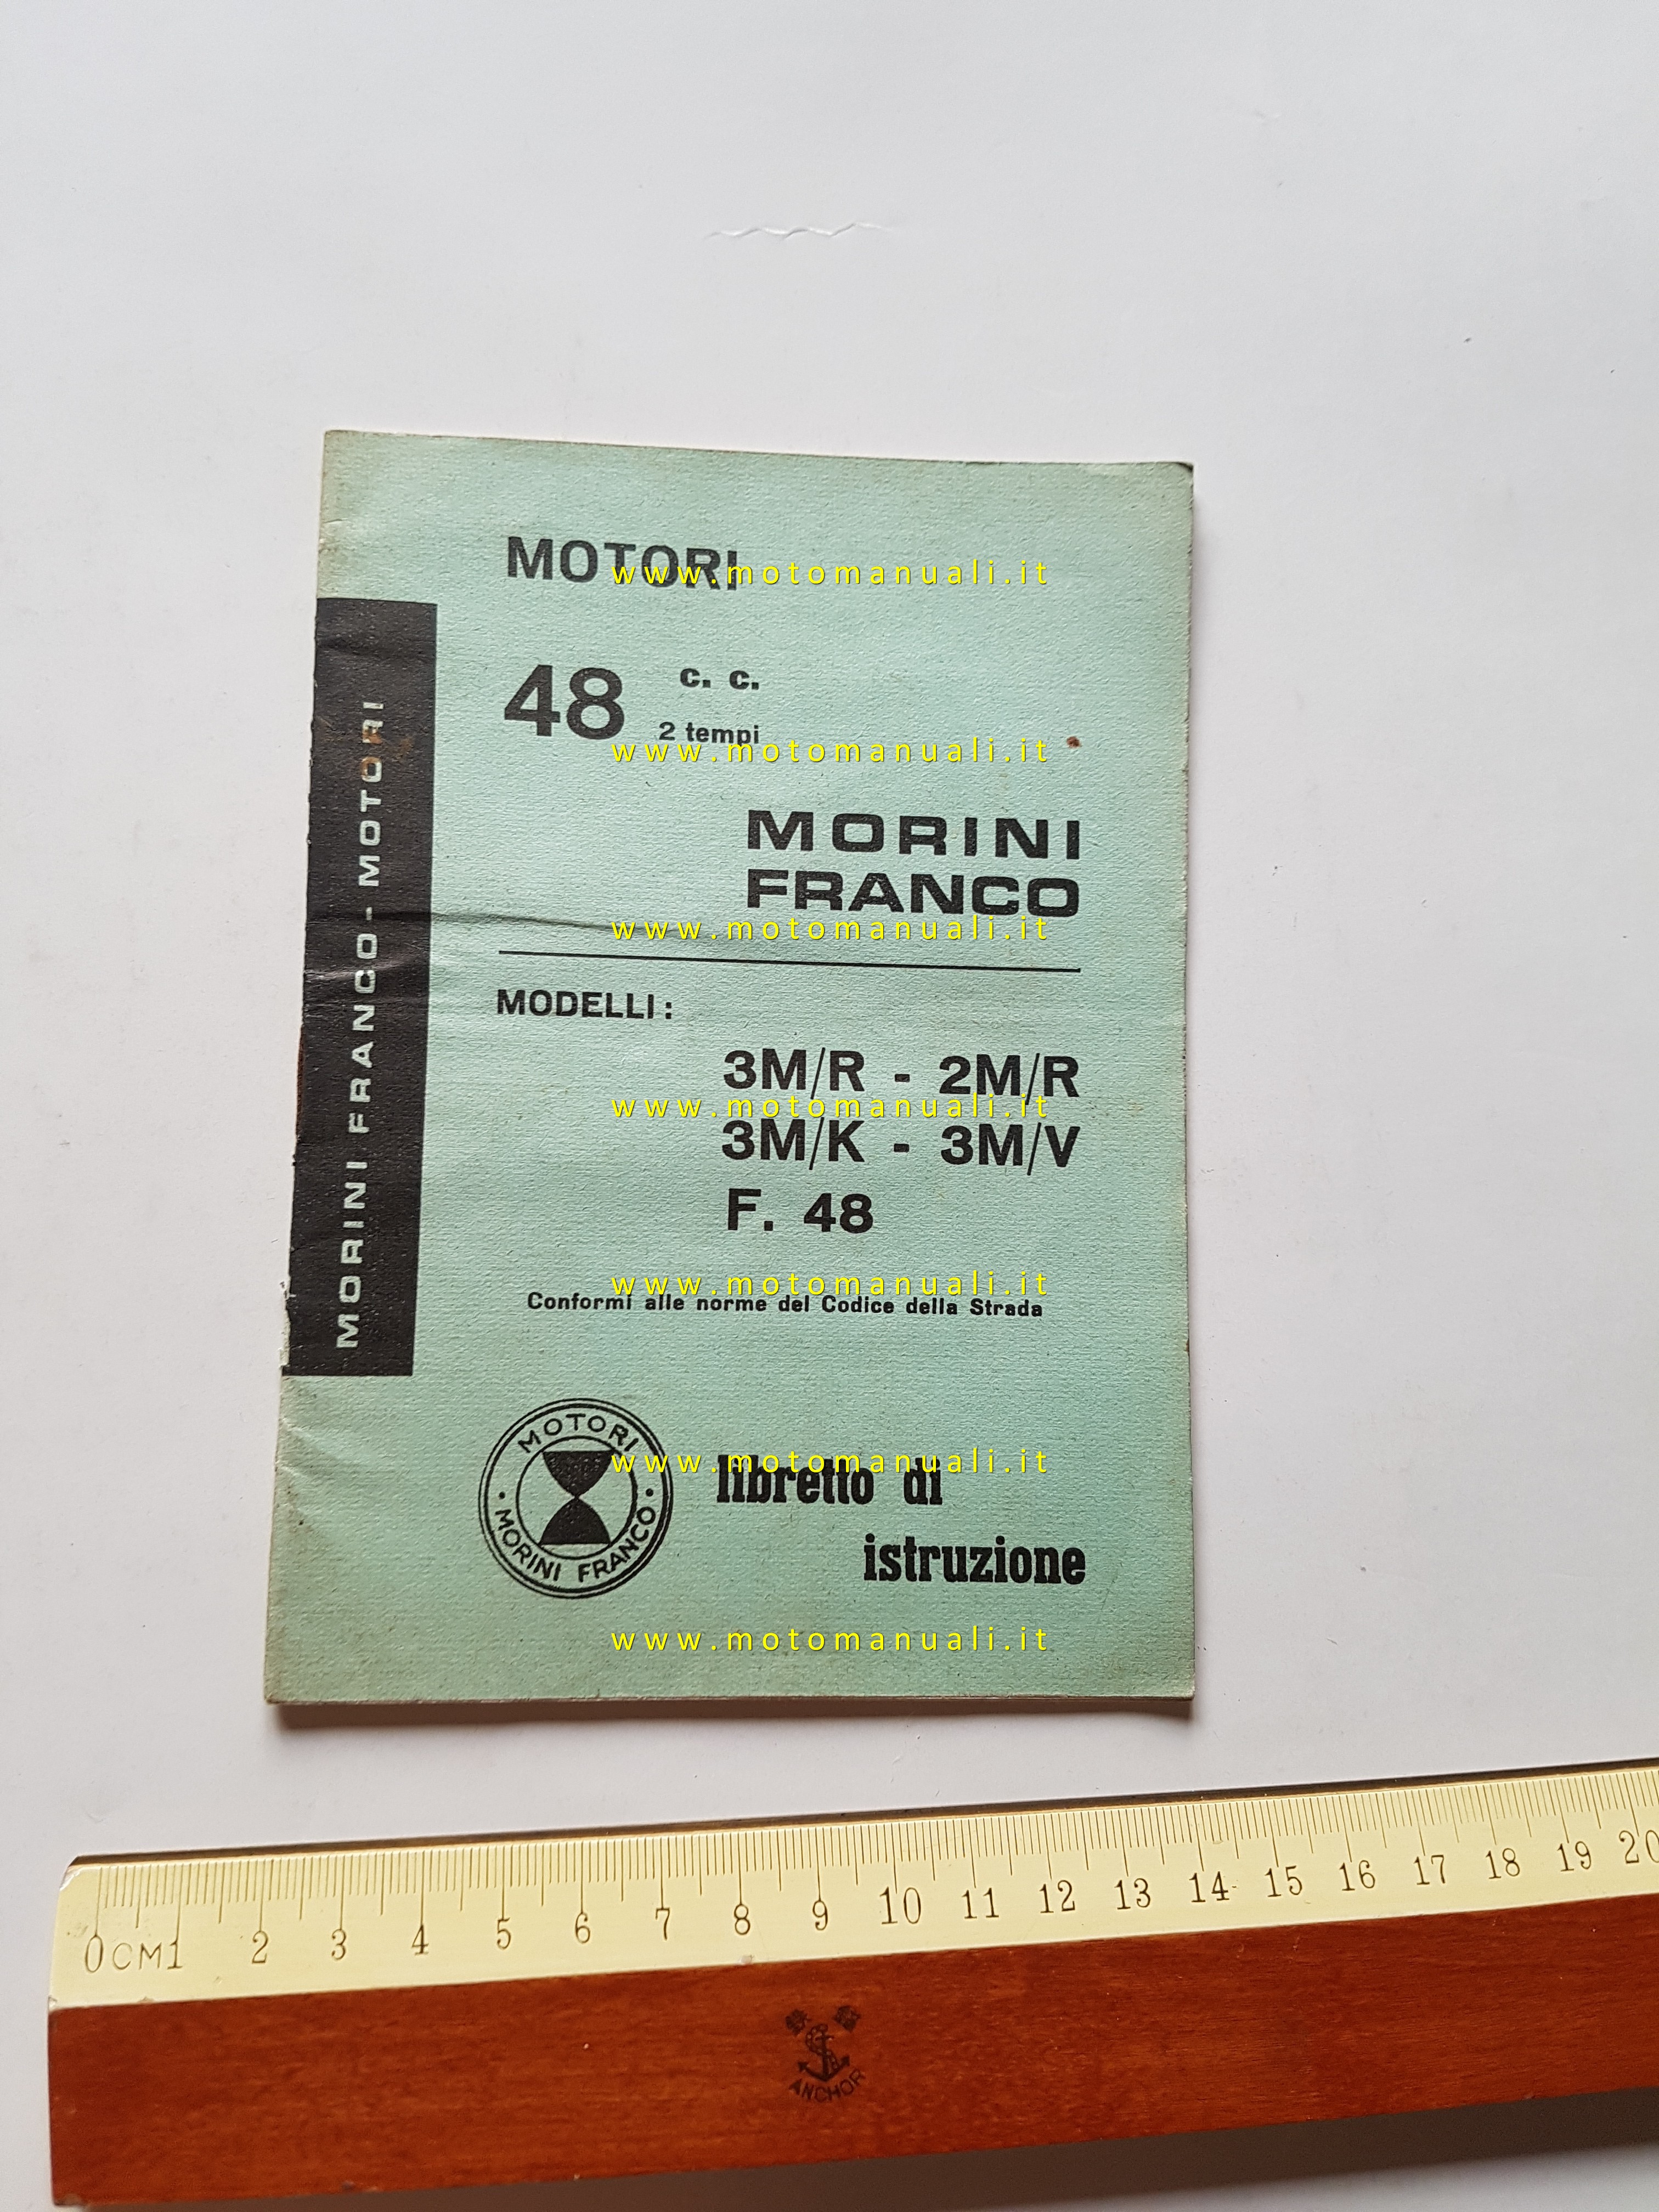 MOTORI
www.motomanuali.it
48 c. c.
2 tempi
www.motomanuali.it
MORINI
FRANCO
www.motomanuali.it
MORINI FRANCO - MOTORI
MODELLI:
3M/R - 2M/R
www.motomanuali.it
3M/K - 3M/V
F. 48
www.motomanuali.it
Conformi alle norme del Codice della Strada
MOTORI
· MORINI FRANCO ·
www.motomanuali.it
libretto di
istruzione
www.motomanuali.it
0CM1 2 3 4 5 6 7 8 9 10 11 12 13 14 15 16 17 18 19 20
ANCHOR